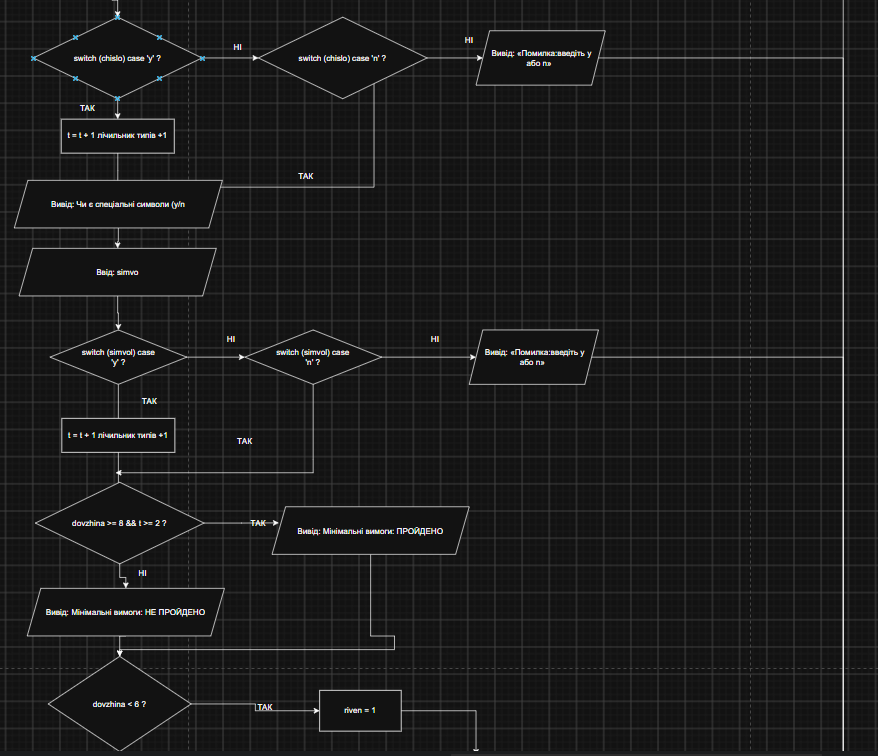 switch (chislo) case 'y' ?
НІ
switch (chislo) case 'n' ?
НІ
Вивід: «Помилка:введіть y
або n»
ТАК
t = t + 1 лічильник типів +1
ТАК
Вивід: Чи є спеціальні символи (y/n
Ввід: simvo
switch (simvol) case
'y' ?
НІ
switch (simvol) case
'n' ?
НІ
Вивід: «Помилка:введіть y
або n»
ТАК
t = t + 1 лічильник типів +1
ТАК
dovzhina >= 8 && t >= 2 ?
ТАК
Вивід: Мінімальні вимоги: ПРОЙДЕНО
НІ
Вивід: Мінімальні вимоги: НЕ ПРОЙДЕНО
dovzhina < 6 ?
ТАК
riven = 1